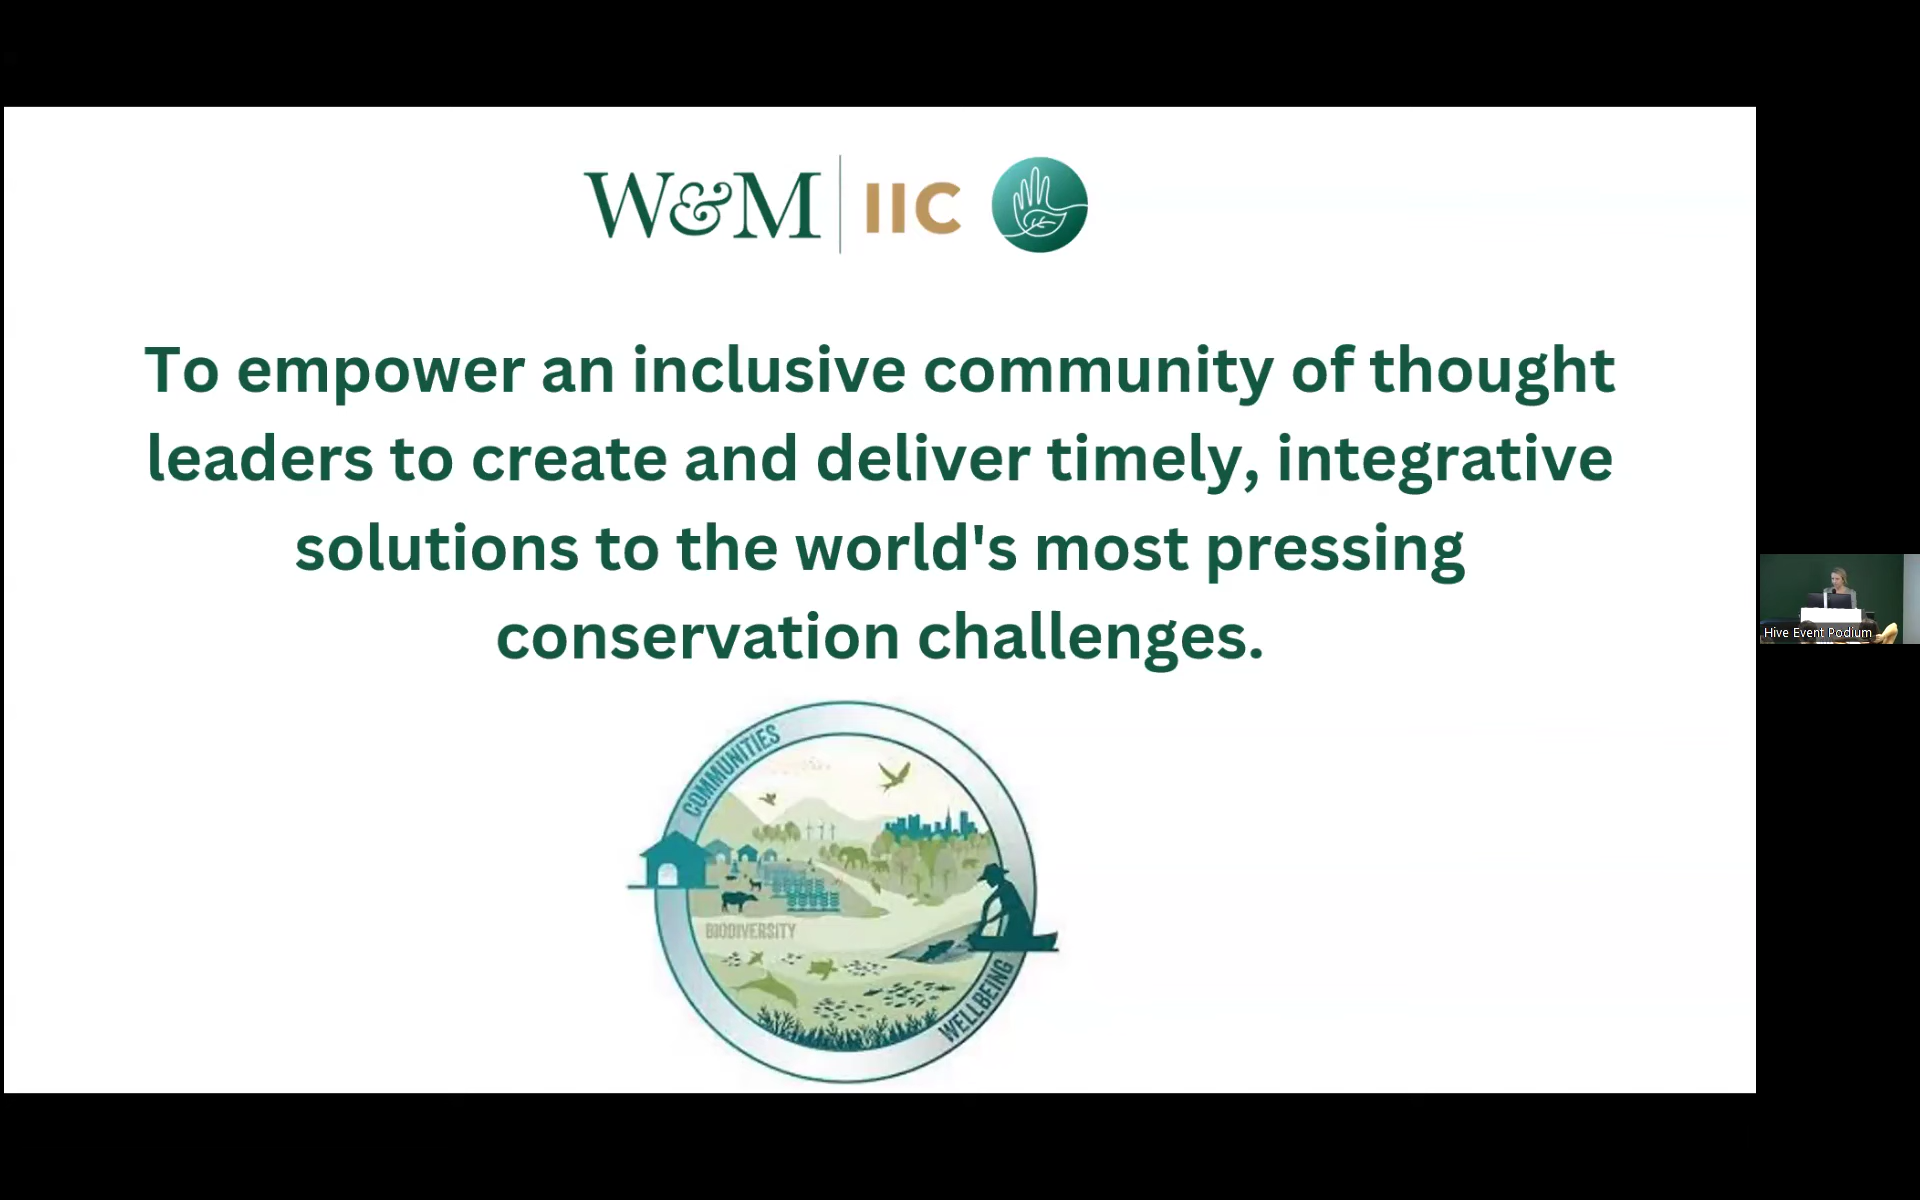 W&M IIC
To empower an inclusive community of thought
leaders to create and deliver timely, integrative
solutions to the world's most pressing
conservation challenges.
COMMUNITIES
BIODIVERSITY
WELLBEING
Hive Event Podium